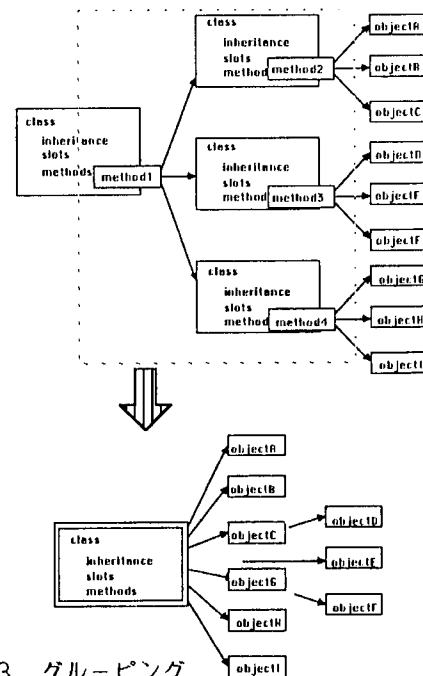 class
inheritance
slots
method
method2
objectA
objectB
objectC
class
inheritance
slots
methods
method1
class
inheritance
slots
method
method3
objectD
objectE
objectF
class
inheritance
slots
method
method4
objectG
objectH
objectI
objectA
objectB
objectC
objectD
class
inheritance
slots
methods
objectE
objectG
objectF
objectH
objectI
3 グルーピング